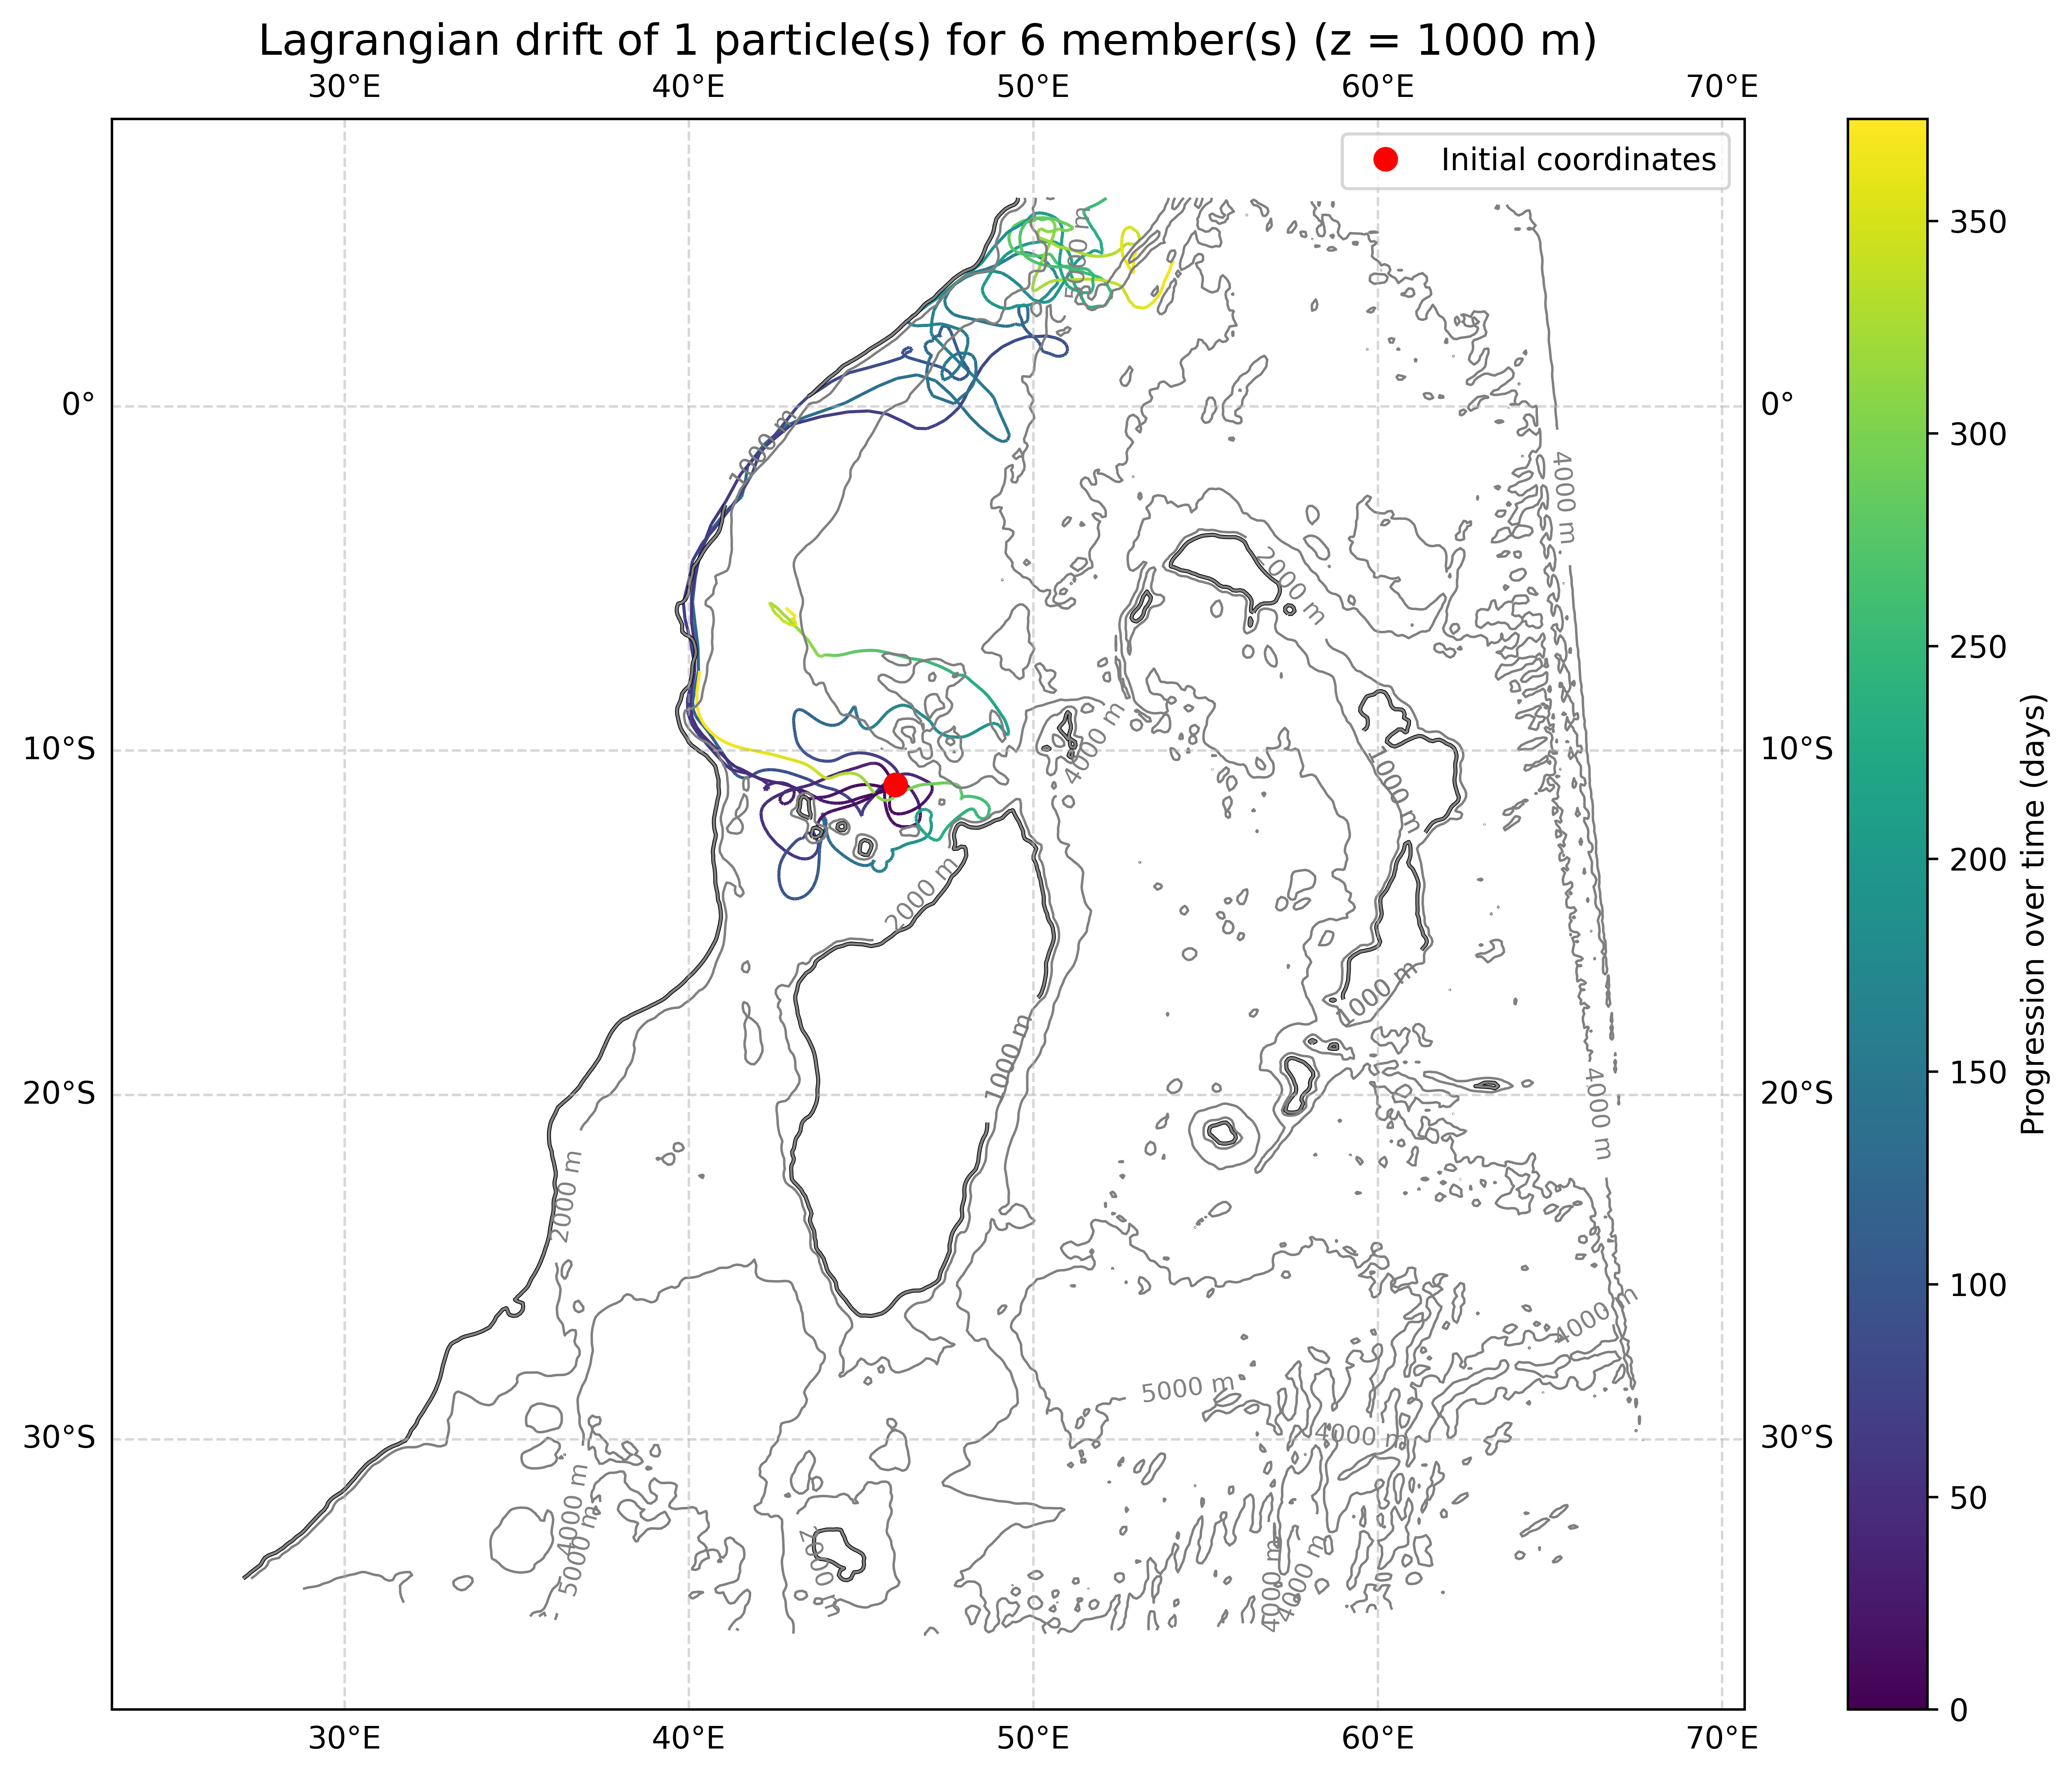 Lagrangian drift of 1 particle(s) for 6 member(s) (z = 1000 m)
30°E 40°E 50°E 60°E 70°E
Initial coordinates
0° 0°
10°S 10°S
20°S 20°S
30°S 30°S
30°E 40°E 50°E 60°E 70°E
4000 m
2000 m
4000 m
1000 m
2000 m
1000 m
1000 m
4000 m
2000 m
4000 m
5000 m
4000 m
4000 m
5000 m
4000 m
4000 m
350
300
250
200
150
100
50
0
Progression over time (days)